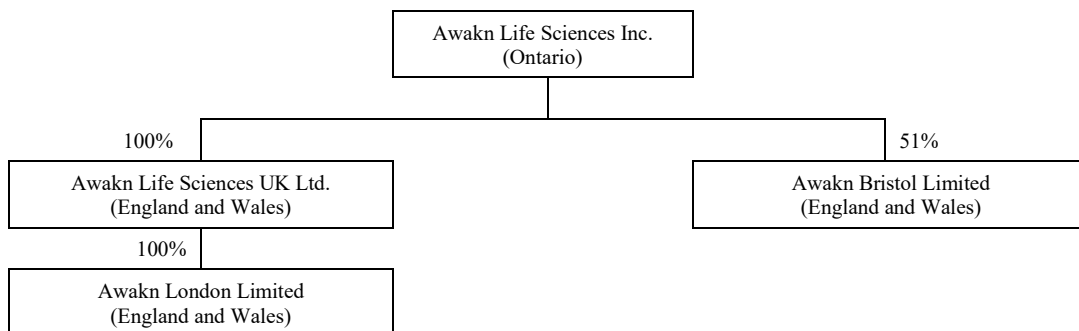 Awakn Life Sciences Inc.
(Ontario)
100%
51%
Awakn Life Sciences UK Ltd.
(England and Wales)
Awakn Bristol Limited
(England and Wales)
100%
Awakn London Limited
(England and Wales)